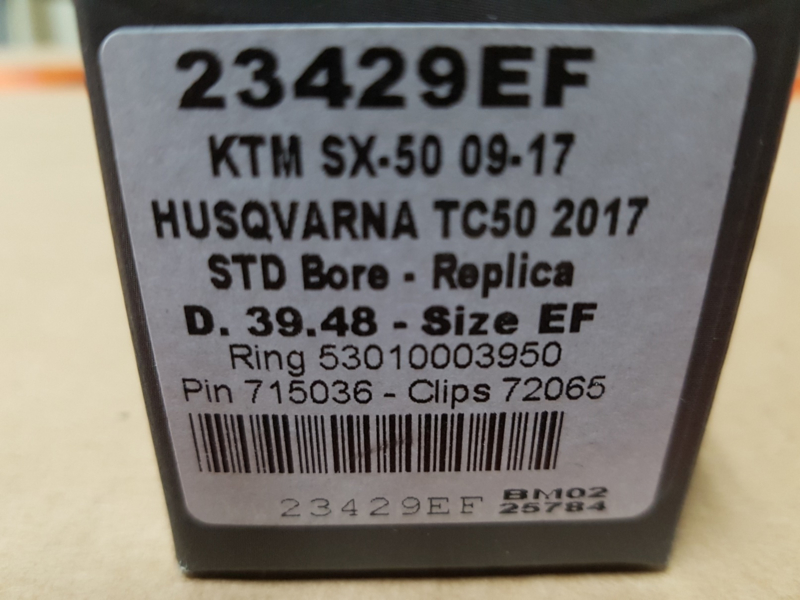 23429EF
KTM SX-50 09-17
HUSQVARNA TC50 2017
STD Bore - Replica
D. 39.48 - Size EF
Ring 53010003950
Pin 715036 - Clips 72065
23429EF BM02
25784